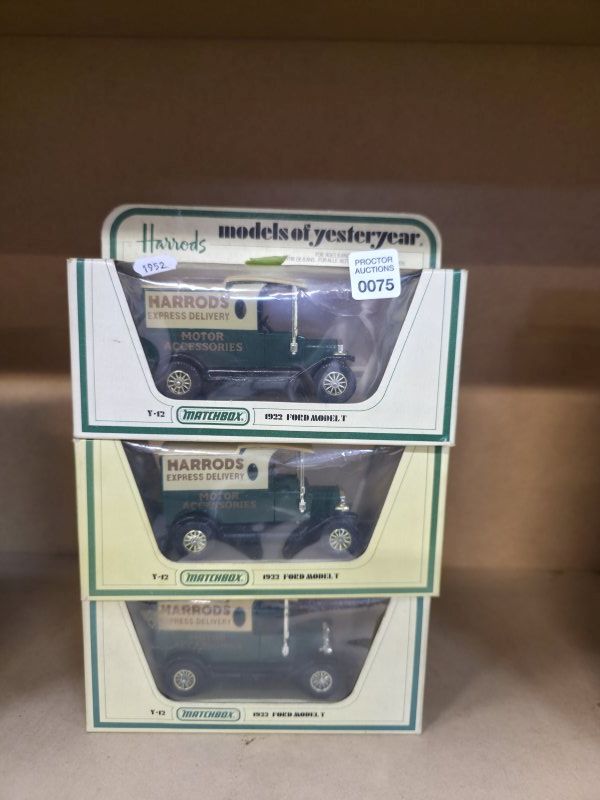 Harrods models of yesteryear.
1952
PROCTOR
AUCTIONS
0075
HARRODS
EXPRESS DELIVERY
MOTOR
ACCESSORIES
Y-12 MATCHBOX 1922 FORD MODEL T
HARRODS
EXPRESS DELIVERY
MOTOR
ACCESSORIES
Y-12 MATCHBOX 1922 FORD MODEL T
HARRODS
EXPRESS DELIVERY
Y-12 MATCHBOX 1922 FORD MODEL T